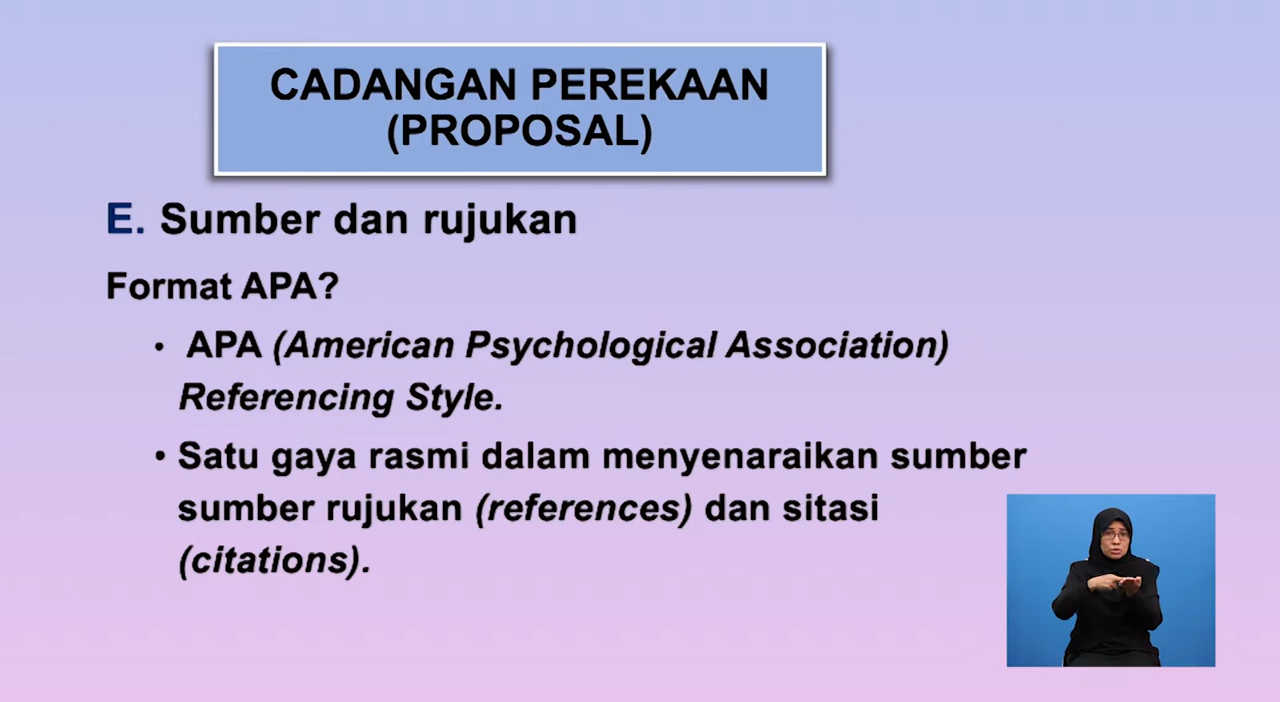 CADANGAN PEREKAAN
(PROPOSAL)
E. Sumber dan rujukan
Format APA?
• APA (American Psychological Association)
Referencing Style.
• Satu gaya rasmi dalam menyenaraikan sumber
sumber rujukan (references) dan sitasi
(citations).